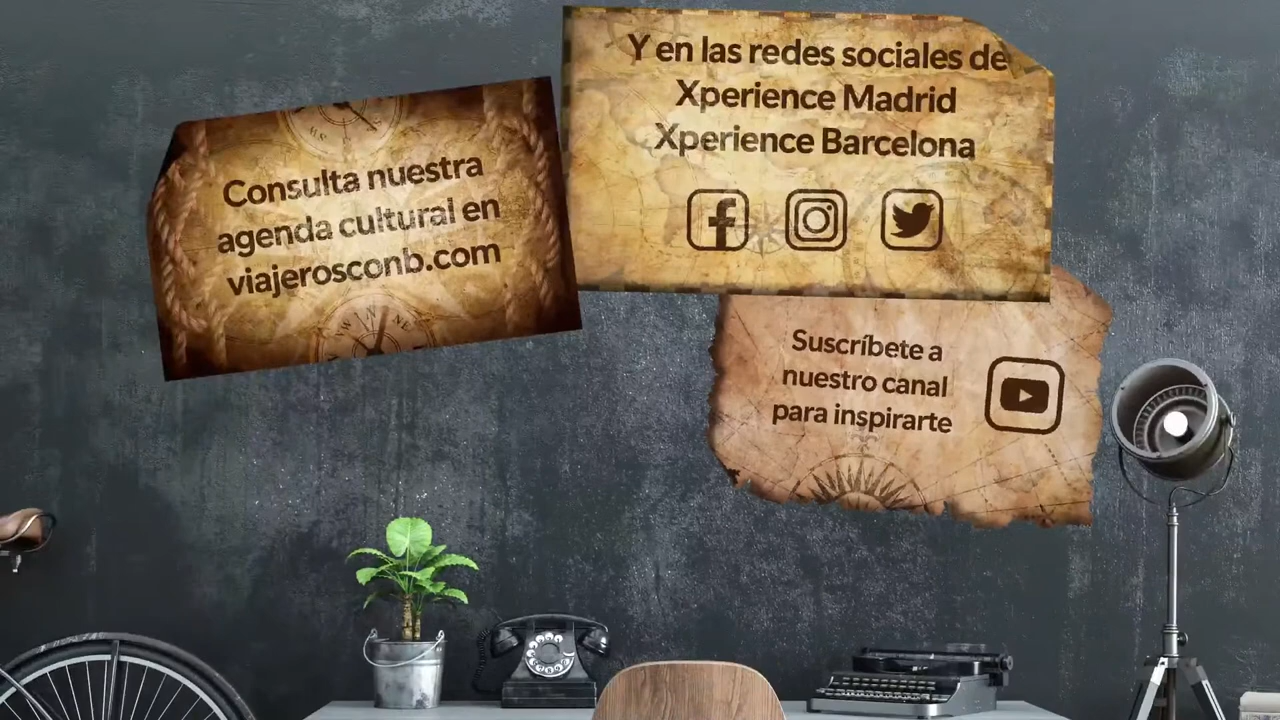 Consulta nuestra
agenda cultural en
viajerosconb.com
Y en las redes sociales de
Xperience Madrid
Xperience Barcelona
Suscríbete a
nuestro canal
para inspirarte